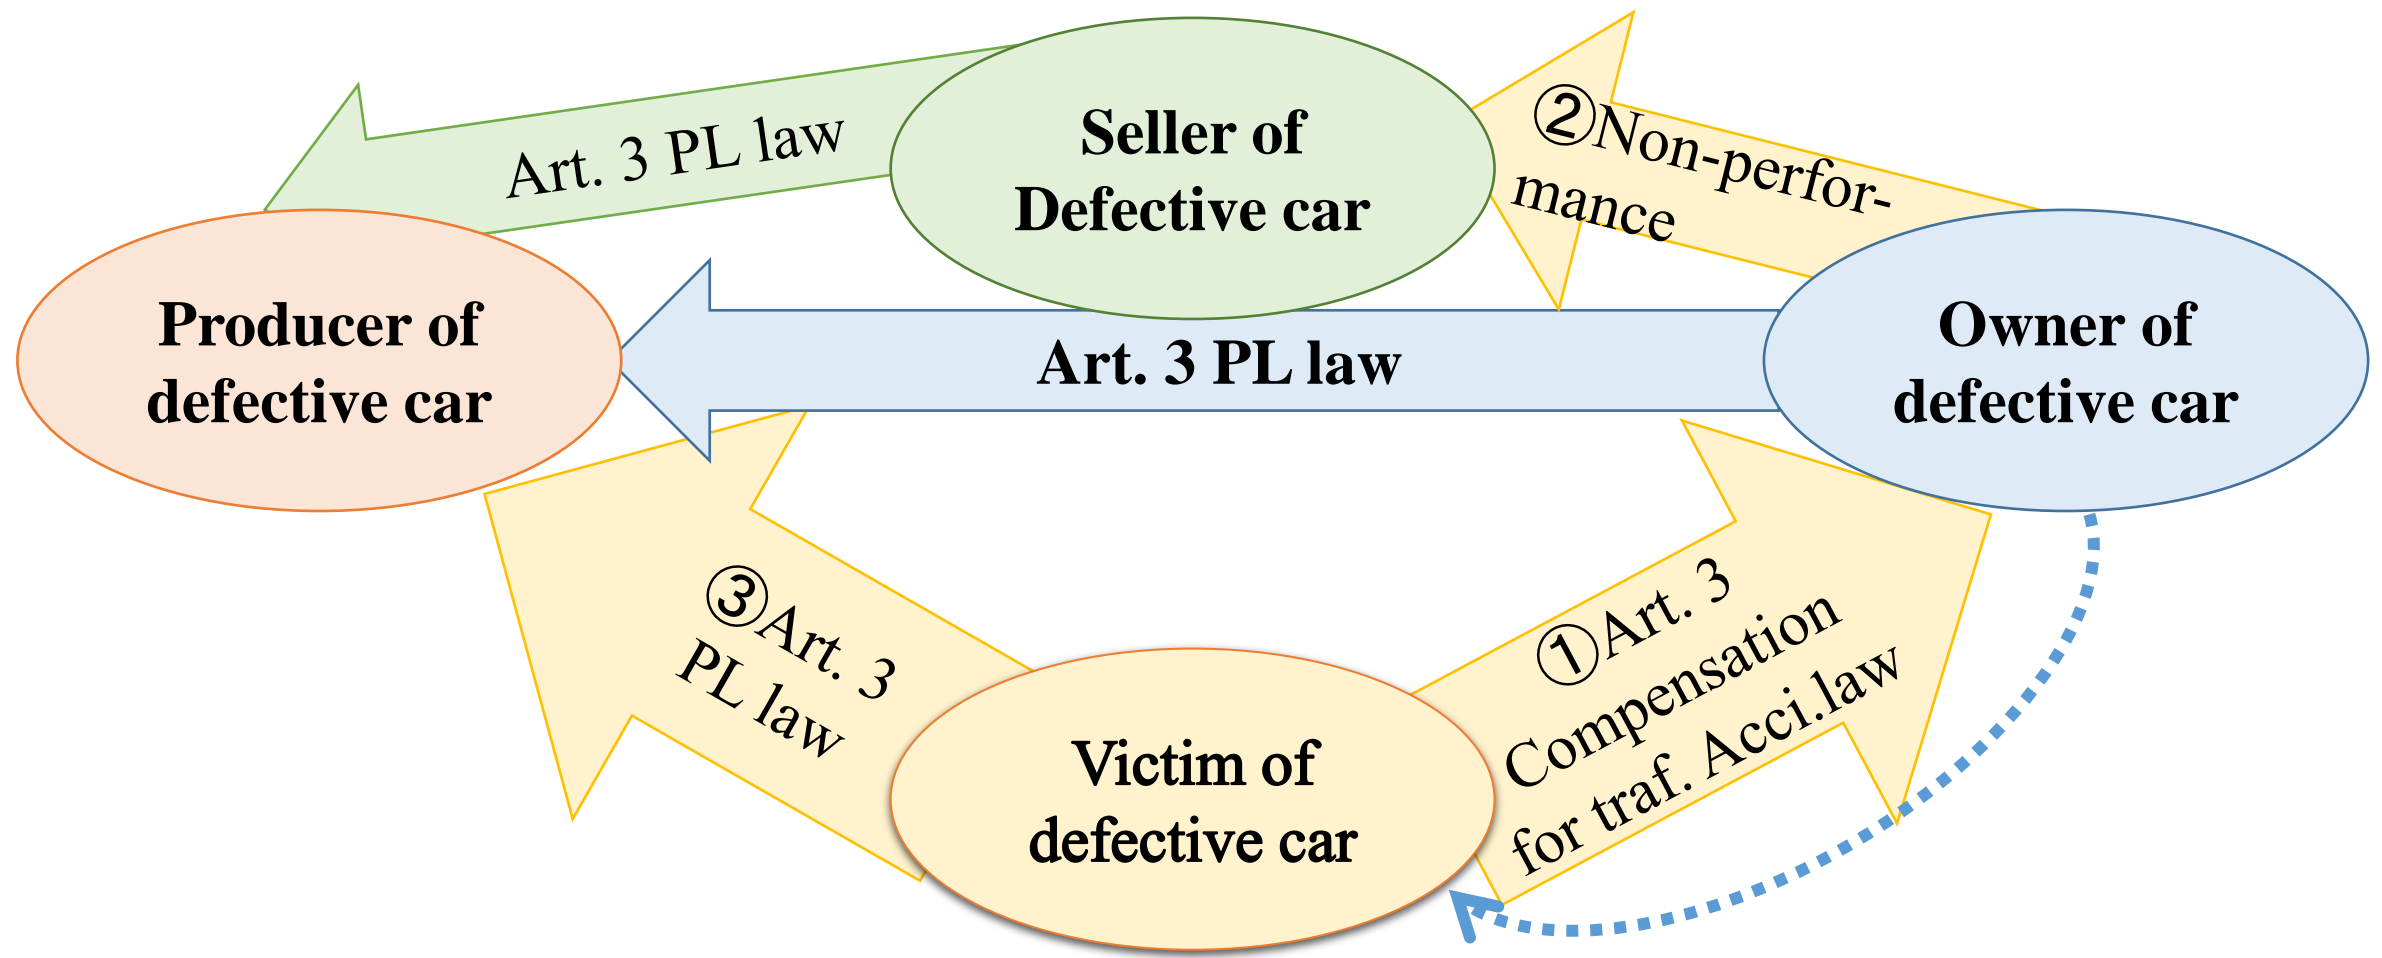 Seller of
Defective car
Art. 3 PL law
②Non-perfor-
mance
Producer of
defective car
Art. 3 PL law
Owner of
defective car
③Art. 3
PL law
①Art. 3
Compensation
for traf. Acci.law
Victim of
defective car